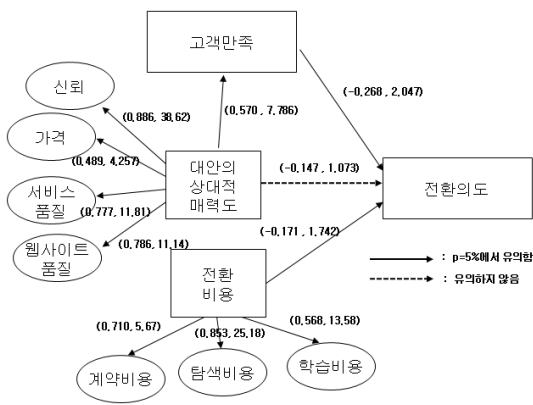 고객만족
(-0.268, 2.047)
신뢰
(0.886, 38.62)
(0.570, 7.786)
가격
(0.489, 4.257)
대안의
상대적
매력도
(-0.147, 1.073)
전환의도
서비스
품질
(0.777, 11.81)
(-0.171, 1.742)
웹사이트
품질
(0.786, 11.14)
전환
비용
: p=5%에서 유의함
: 유의하지 않음
(0.710, 5.67)
(0.853, 25.18)
(0.568, 13.58)
계약비용
탐색비용
학습비용